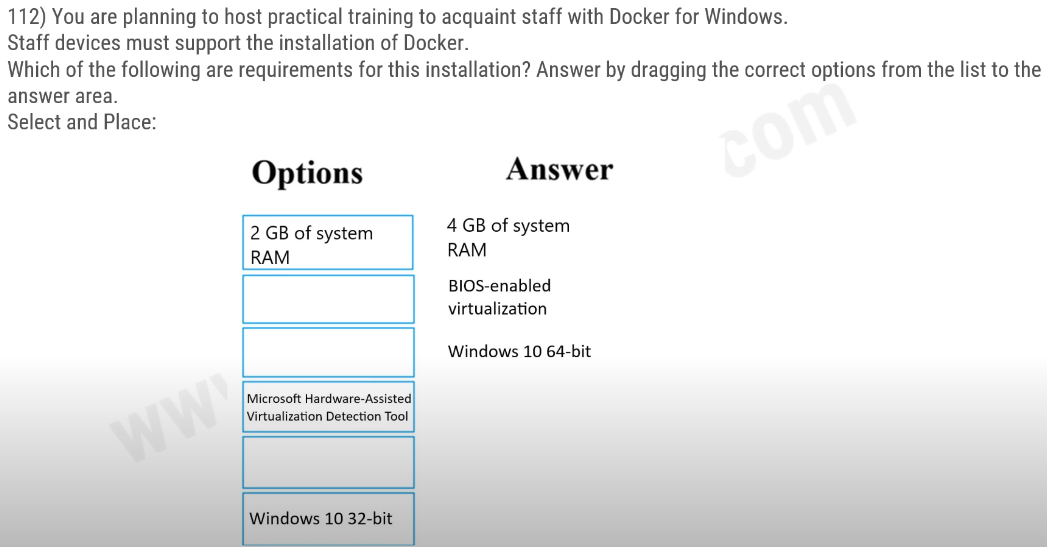 112) You are planning to host practical training to acquaint staff with Docker for Windows.
Staff devices must support the installation of Docker.
Which of the following are requirements for this installation? Answer by dragging the correct options from the list to the
answer area.
Select and Place:
com
Options
Answer
2 GB of system
RAM
4 GB of system
RAM
BIOS-enabled
virtualization
Windows 10 64-bit
Microsoft Hardware-Assisted
Virtualization Detection Tool
Windows 10 32-bit